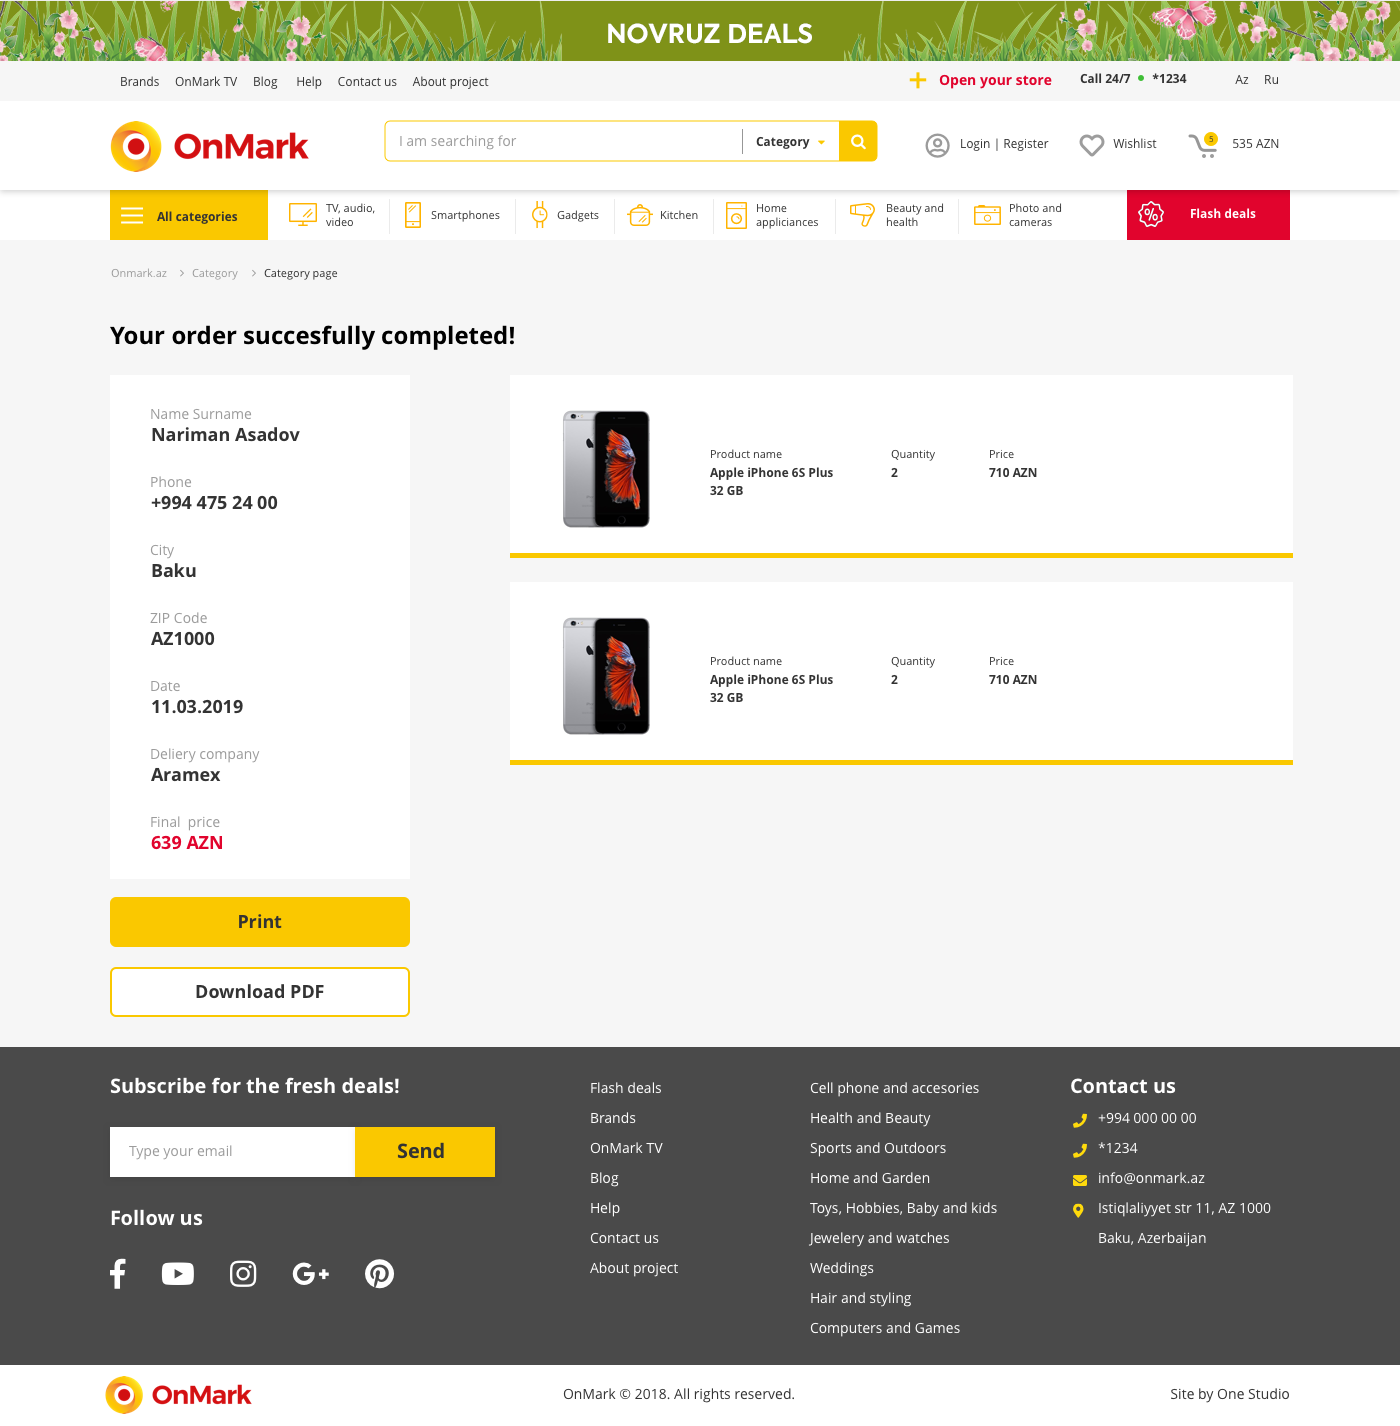 NOVRUZ DEALS
Brands OnMark TV Blog Help Contact us About project
Open your store
Call 24/7 • *1234
Az Ru
OnMark
I am searching for
Category
Login | Register
Wishlist
5
535 AZN
All categories
TV, audio,
video
Smartphones
Gadgets
Kitchen
Home
appliciances
Beauty and
health
Photo and
cameras
%
Flash deals
Onmark.az > Category > Category page
Your order succesfully completed!
Name Surname
Nariman Asadov
Phone
+994 475 24 00
City
Baku
ZIP Code
AZ1000
Date
11.03.2019
Deliery company
Aramex
Final price
639 AZN
Print
Download PDF
Product name Quantity Price
Apple iPhone 6S Plus 2 710 AZN
32 GB
Product name Quantity Price
Apple iPhone 6S Plus 2 710 AZN
32 GB
Subscribe for the fresh deals!
Type your email
Send
Follow us
G+
Flash deals
Brands
OnMark TV
Blog
Help
Contact us
About project
Cell phone and accesories
Health and Beauty
Sports and Outdoors
Home and Garden
Toys, Hobbies, Baby and kids
Jewelery and watches
Weddings
Hair and styling
Computers and Games
Contact us
+994 000 00 00
*1234
info@onmark.az
Istiqlaliyyet str 11, AZ 1000
Baku, Azerbaijan
OnMark
OnMark © 2018. All rights reserved.
Site by One Studio